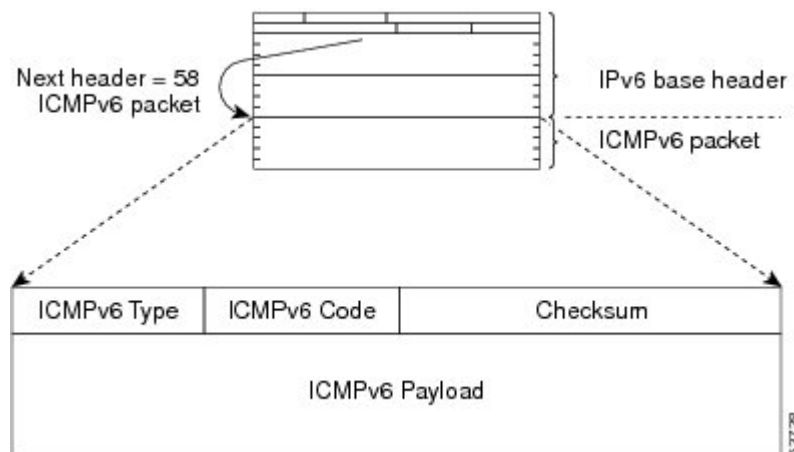 Next header = 58
ICMPv6 packet
IPv6 base header
ICMPv6 packet
ICMPv6 Type
ICMPv6 Code
Checksum
ICMPv6 Payload